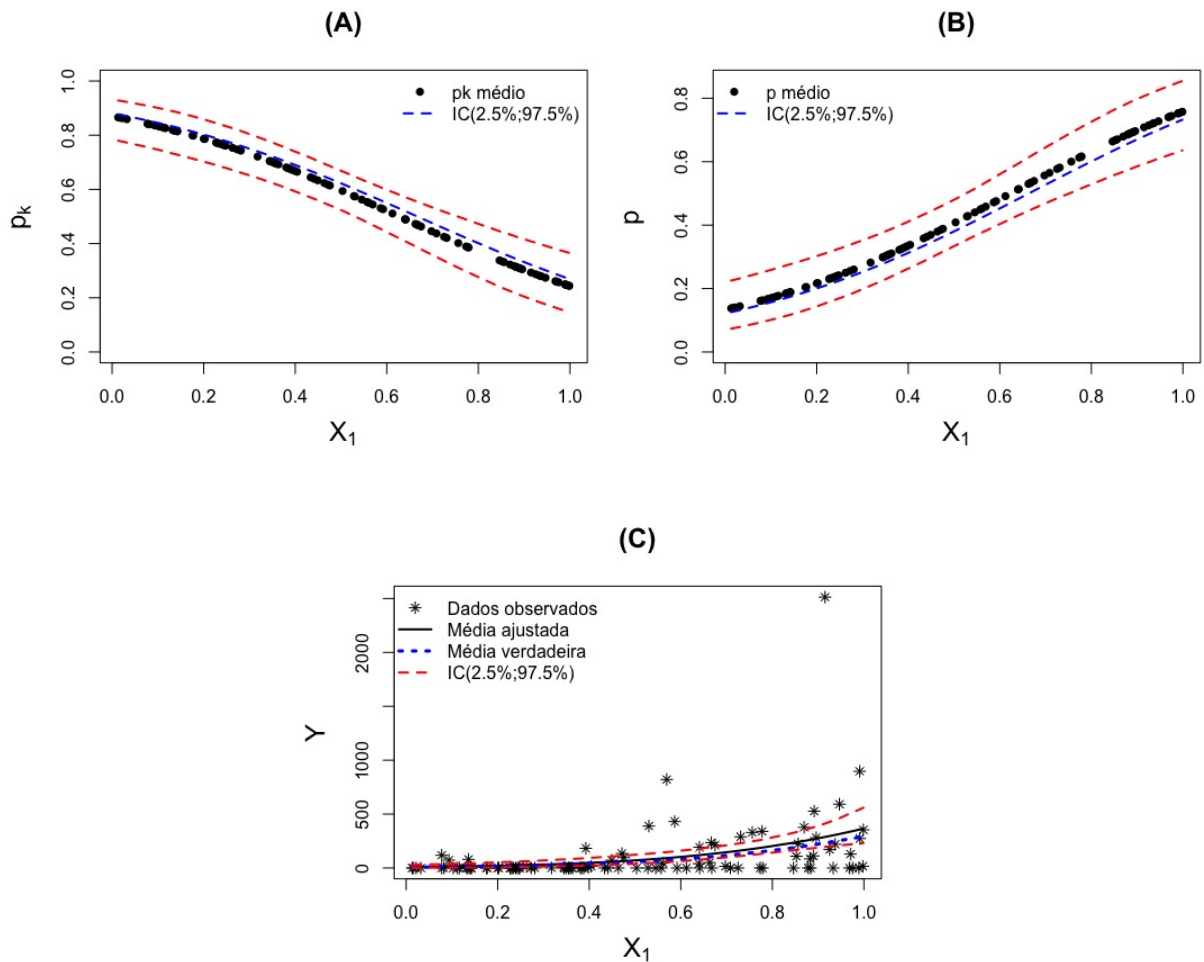 (A)
pk médio
IC(2.5%;97.5%)
1.0
0.8
0.6
0.4
0.2
0.0
pk
0.0 0.2 0.4 0.6 0.8 1.0
X1
(B)
p médio
IC(2.5%;97.5%)
0.8
0.6
0.4
0.2
0.0
p
0.0 0.2 0.4 0.6 0.8 1.0
X1
(C)
Dados observados
Média ajustada
Média verdadeira
IC(2.5%;97.5%)
2000
1000
500
0
Y
0.0 0.2 0.4 0.6 0.8 1.0
X1